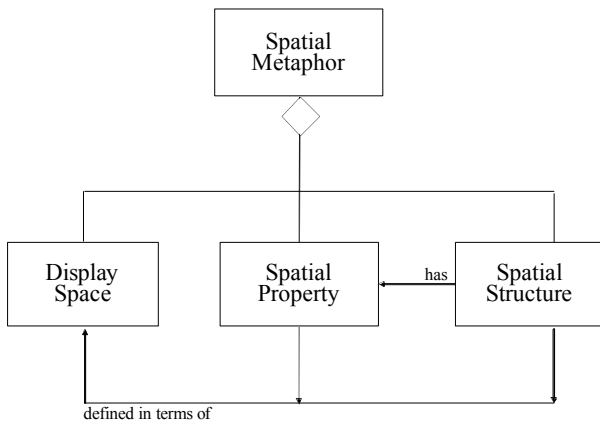 Spatial
Metaphor
Display
Space
Spatial
Property
has
Spatial
Structure
defined in terms of